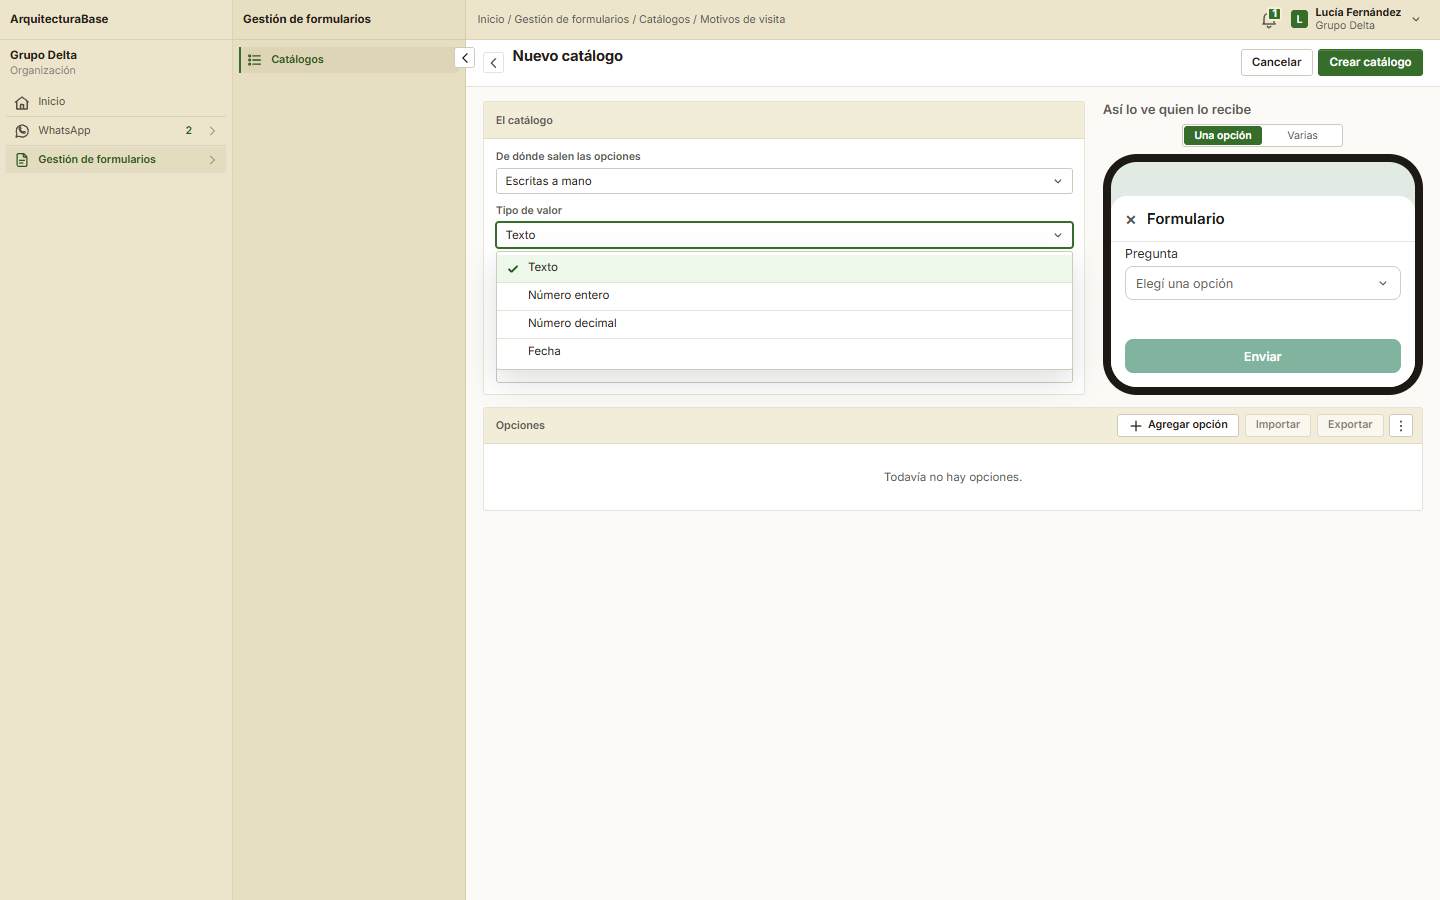 ArquitecturaBase
Grupo Delta
Organización
Inicio
WhatsApp 2
Gestión de formularios
Gestión de formularios
Catálogos
Inicio / Gestión de formularios / Catálogos / Motivos de visita
1
L
Lucía Fernández
Grupo Delta
Nuevo catálogo
Cancelar
Crear catálogo
El catálogo
De dónde salen las opciones
Escritas a mano
Tipo de valor
Texto
Texto
Número entero
Número decimal
Fecha
Así lo ve quien lo recibe
Una opción Varias
Formulario
Pregunta
Elegí una opción
Enviar
Opciones
Agregar opción
Importar
Exportar
Todavía no hay opciones.